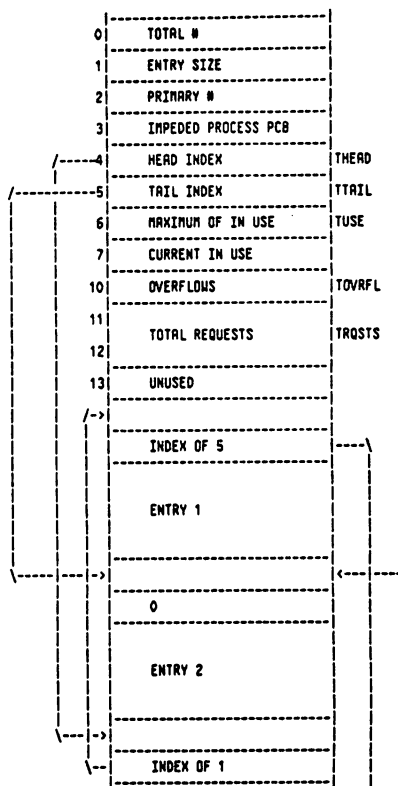 0 TOTAL #
1 ENTRY SIZE
2 PRIMARY #
3 IMPEDED PROCESS PCB
4 HEAD INDEX THEAD
5 TAIL INDEX TTAIL
6 MAXIMUM OF IN USE TUSE
7 CURRENT IN USE
10 OVERFLOWS TOVRFL
11
TOTAL REQUESTS TRQSTS
12
13 UNUSED
INDEX OF 5
ENTRY 1
0
ENTRY 2
INDEX OF 1